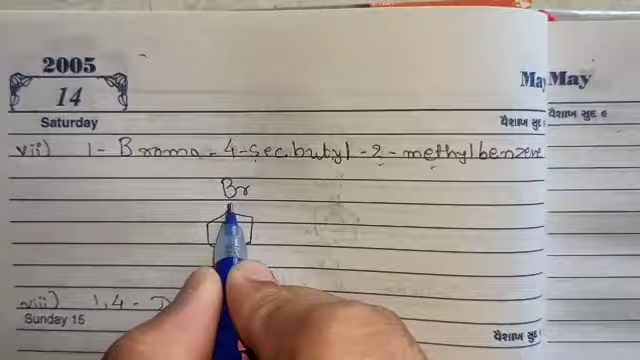 2005
May May
14
Saturday
વૈશાખ સુદ ૬
vii) 1-Bromo-4-sec.butyl-2-methylbenzene
Br
viii) 1,4-D
Sunday 15
વૈશાખ સુદ